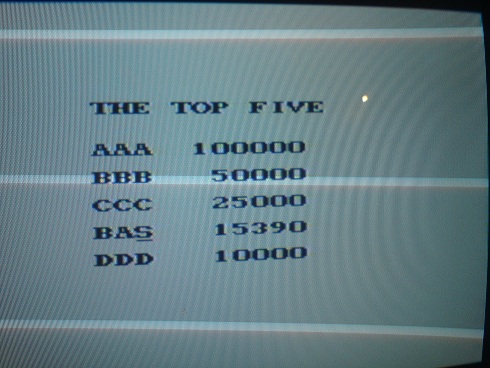 THE TOP FIVE
AAA 100000
BBB 50000
CCC 25000
BAS 15390
DDD 10000